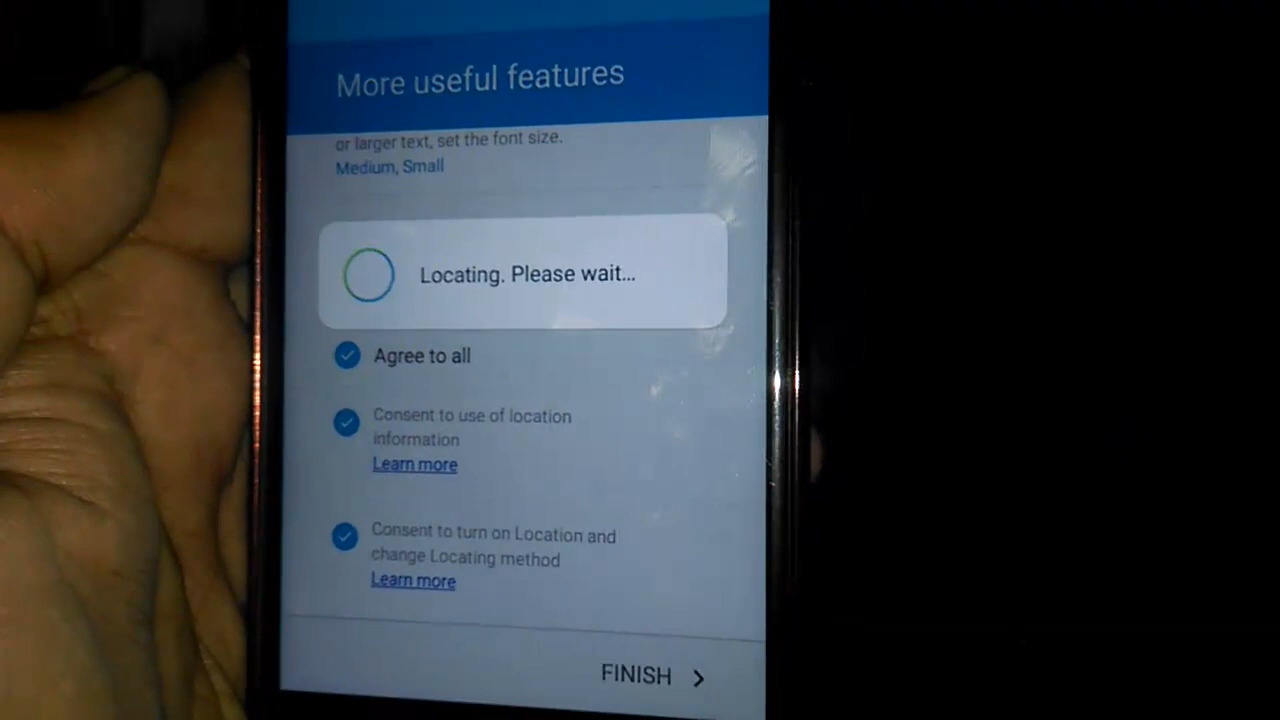 More useful features
or larger text, set the font size.
Medium, Small
Locating. Please wait...
Agree to all
Consent to use of location
information
Learn more
Consent to turn on Location and
change Locating method
Learn more
FINISH